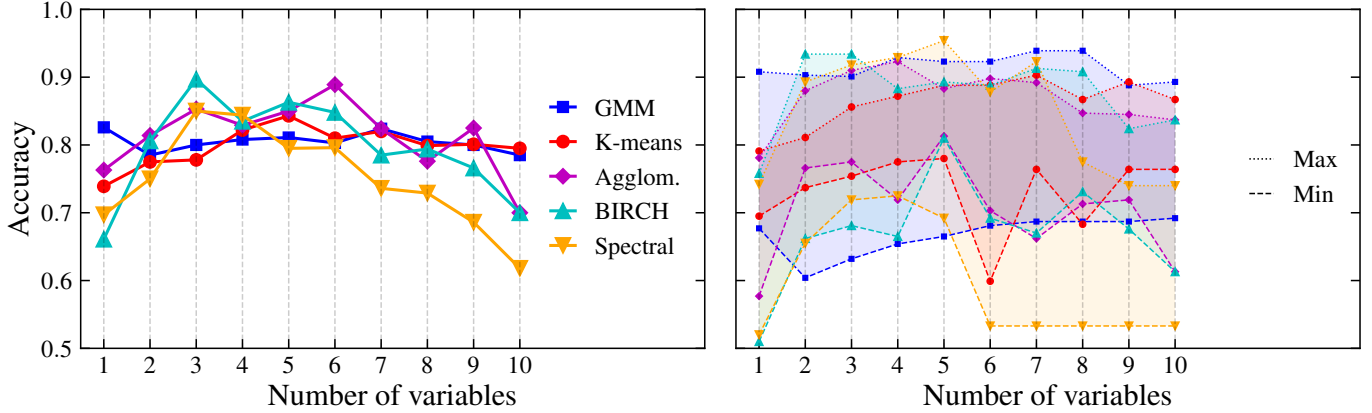 1.0
0.9
0.8
0.7
0.6
0.5
Accuracy
1 2 3 4 5 6 7 8 9 10
Number of variables
GMM
K-means
Agglom.
BIRCH
Spectral
1 2 3 4 5 6 7 8 9 10
Number of variables
Max
Min